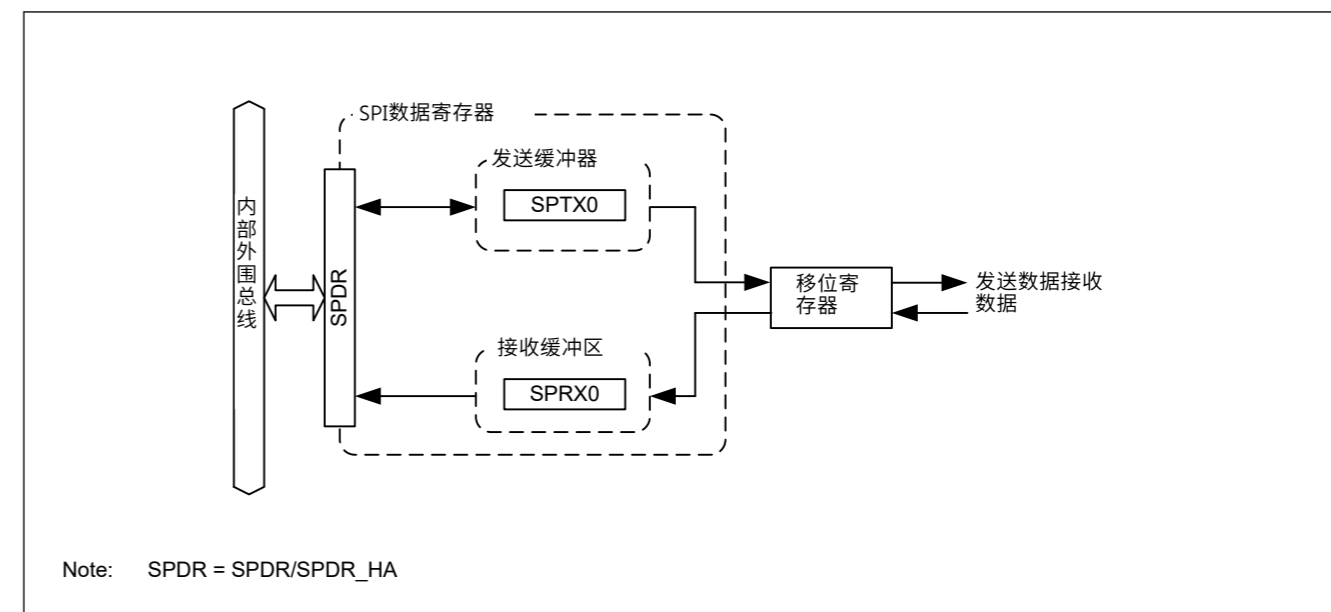 SPI数据寄存器
发送缓冲器
SPTX0
内部外围总线
SPDR
移位寄
存器
发送数据接收
数据
接收缓冲区
SPRX0
Note: SPDR = SPDR/SPDR_HA